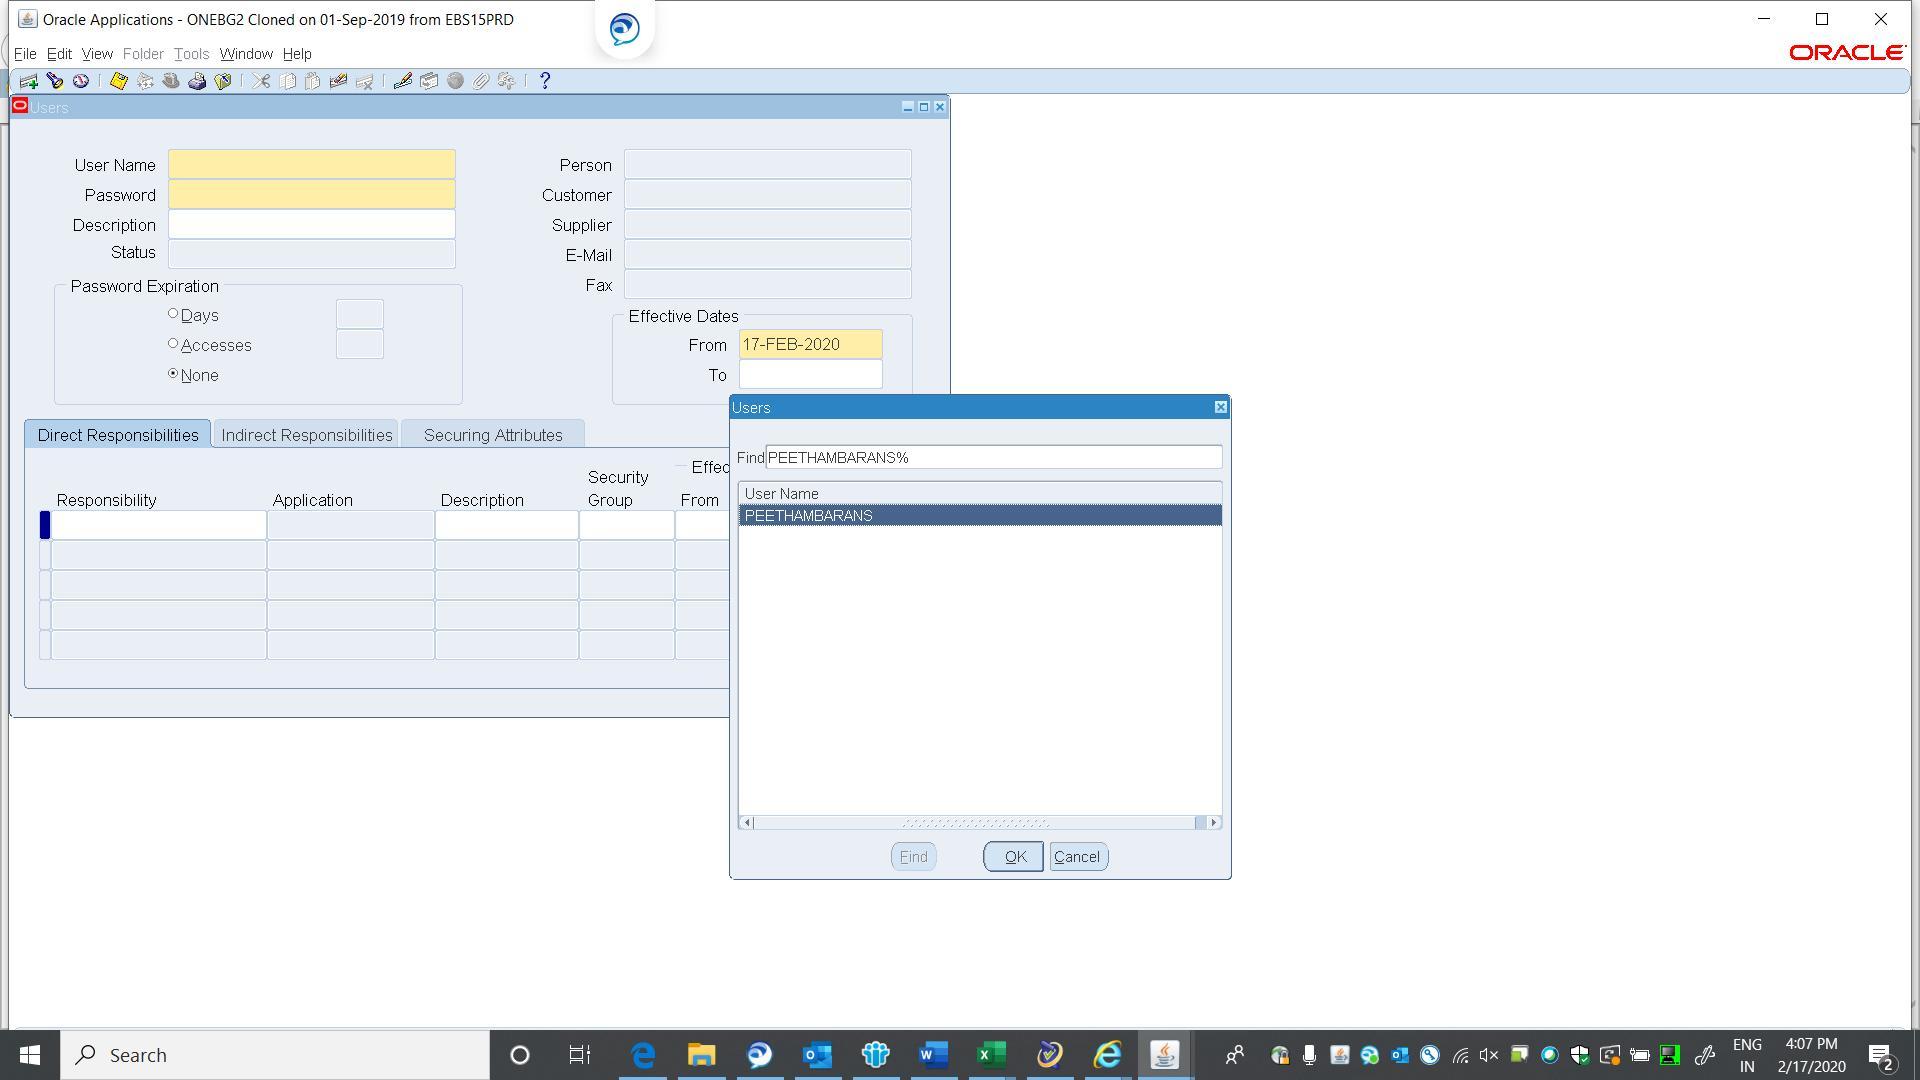 Oracle Applications - ONEBG2 Cloned on 01-Sep-2019 from EBS15PRD
File Edit View Folder Tools Window Help
ORACLE
Users
User Name
Password
Description
Status
Person
Customer
Supplier
E-Mail
Fax
Password Expiration
Days
Accesses
None
Effective Dates
From 17-FEB-2020
To
Direct Responsibilities Indirect Responsibilities Securing Attributes
Responsibility Application Description Security Group Effec From
Users
Find PEETHAMBARANS%
User Name
PEETHAMBARANS
Find OK Cancel
Search
ENG
IN
4:07 PM
2/17/2020
2